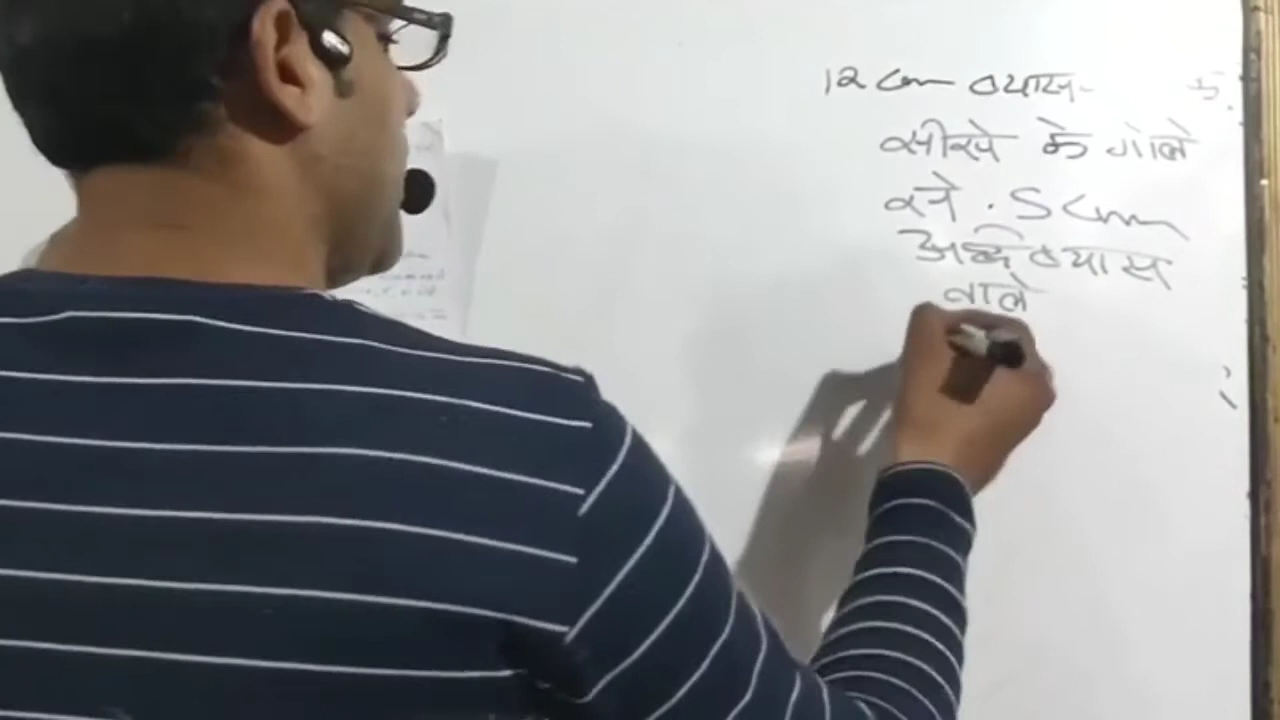 12 cm व्यास
सीसे के गोले
से .5 cm
अर्द्धव्यास
वाले